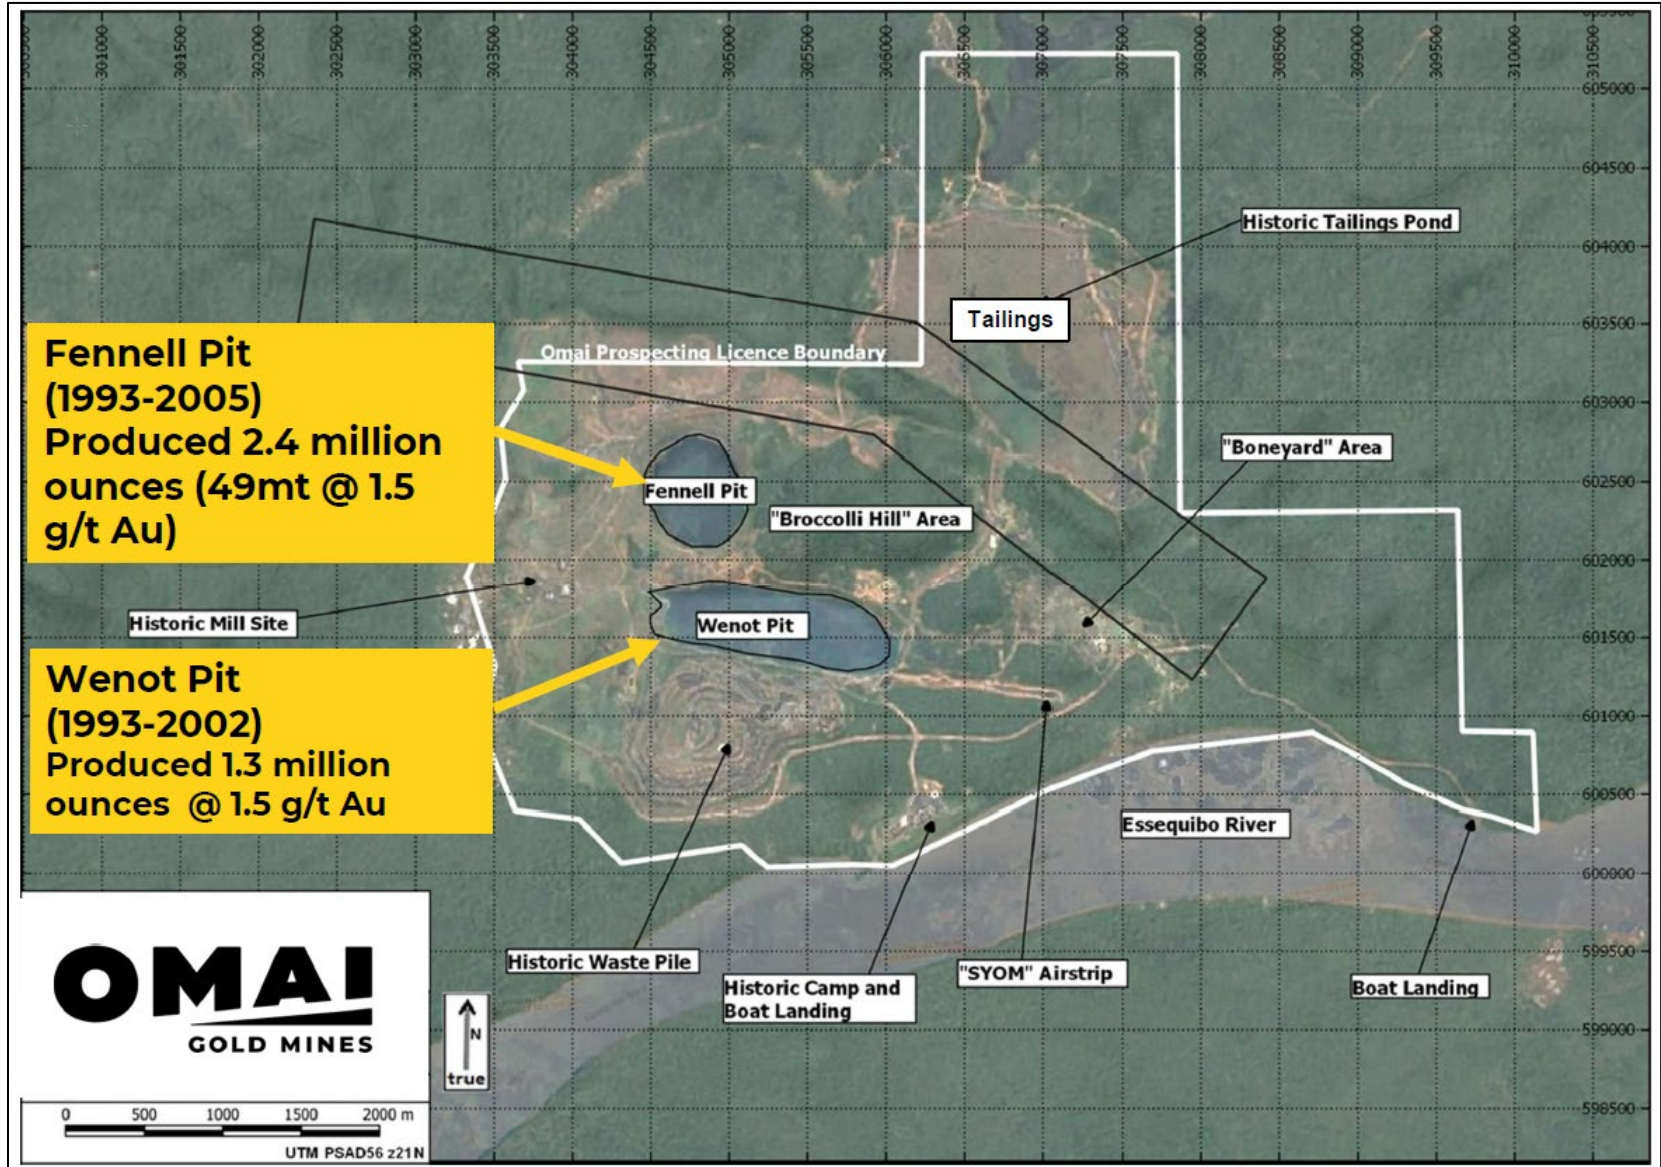 301000
301500
302000
302500
303000
303500
304000
304500
305000
305500
306000
306500
307000
307500
308000
308500
309000
309500
310000
310500
605000
604500
Historic Tailings Pond
604000
Tailings
603500
Omai Prospecting Licence Boundary
Fennell Pit
(1993-2005)
Produced 2.4 million
ounces (49mt @ 1.5
g/t Au)
603000
"Boneyard" Area
602500
Fennell Pit
"Broccolli Hill" Area
602000
Historic Mill Site
Wenot Pit
601500
Wenot Pit
(1993-2002)
Produced 1.3 million
ounces @ 1.5 g/t Au
601000
600500
Essequibo River
600000
Historic Waste Pile
599500
"SYOM" Airstrip
Historic Camp and
Boat Landing
Boat Landing
599000
598500
OMAI
GOLD MINES
N
true
0 500 1000 1500 2000 m
UTM PSAD56 z21N